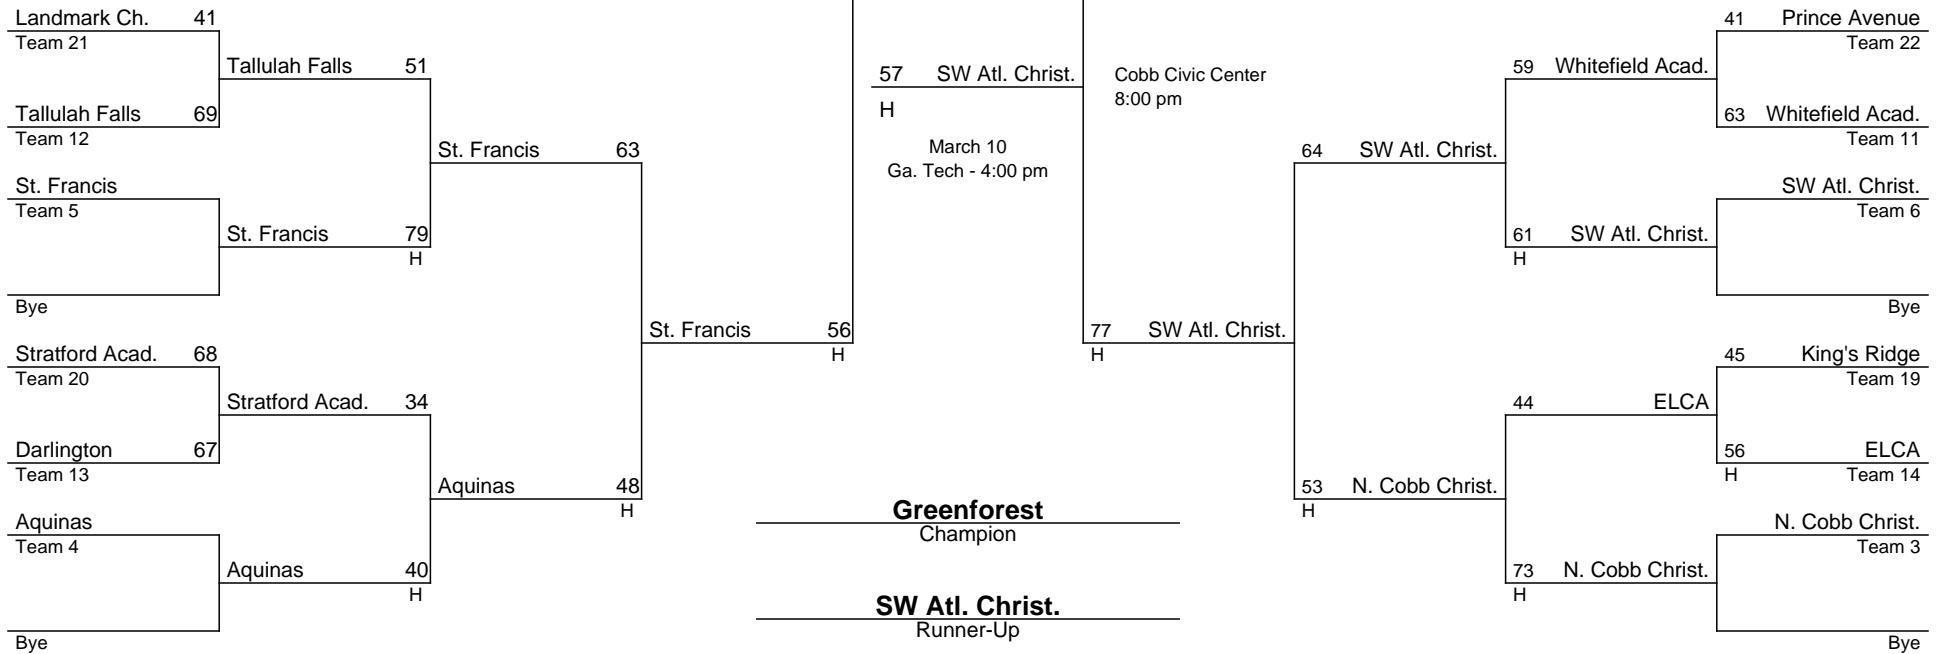 Landmark Ch. 41
Team 21
Tallulah Falls 51
Tallulah Falls 69
Team 12
St. Francis 63
St. Francis
Team 5
St. Francis 79
H
Bye
St. Francis 56
H
Stratford Acad. 68
Team 20
Stratford Acad. 34
Darlington 67
Team 13
Aquinas 48
H
Aquinas
Team 4
Aquinas 40
H
Bye
57 SW Atl. Christ.
H
March 10
Ga. Tech - 4:00 pm
Cobb Civic Center
8:00 pm
Greenforest
Champion
SW Atl. Christ.
Runner-Up
41 Prince Avenue
Team 22
59 Whitefield Acad.
63 Whitefield Acad.
Team 11
64 SW Atl. Christ.
SW Atl. Christ.
Team 6
61 SW Atl. Christ.
H
Bye
77 SW Atl. Christ.
H
45 King's Ridge
Team 19
44 ELCA
56 ELCA
H Team 14
53 N. Cobb Christ.
H
N. Cobb Christ.
Team 3
73 N. Cobb Christ.
H
Bye